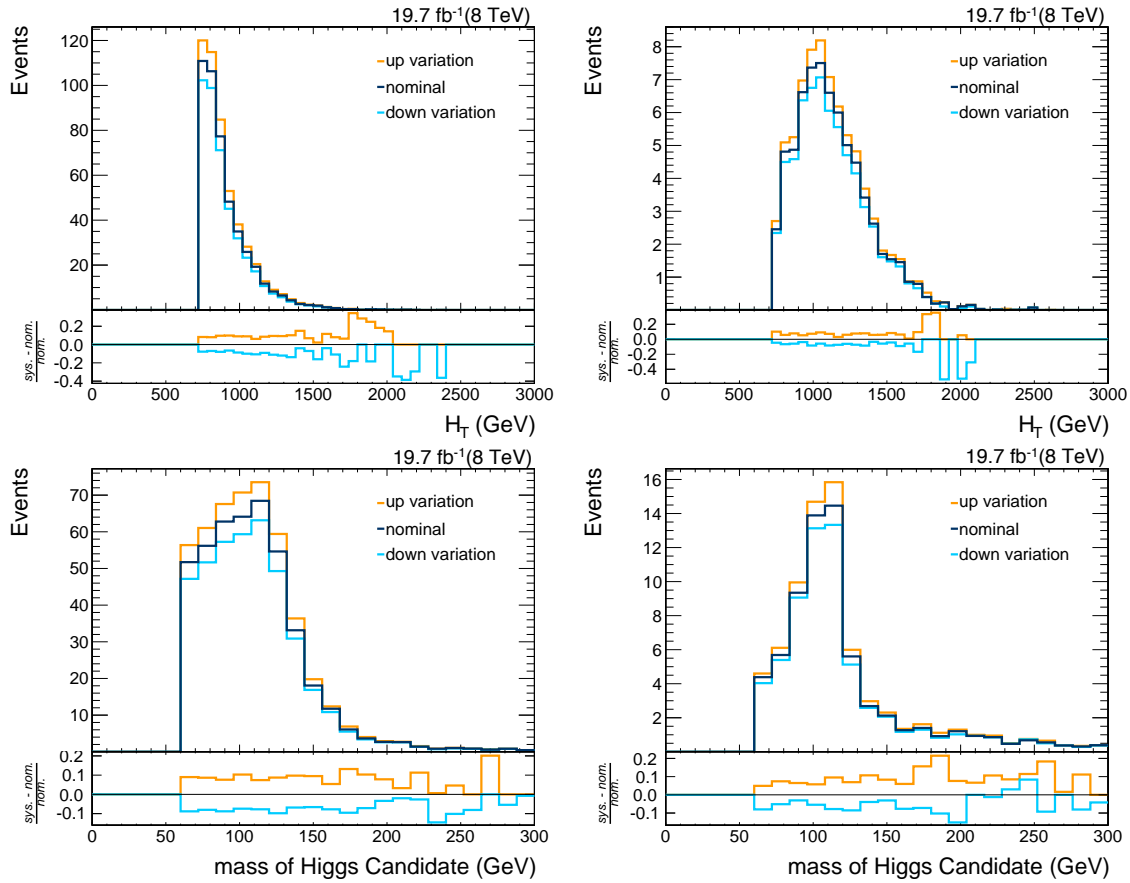 19.7 fb⁻¹(8 TeV)
Events
120
100
80
60
40
20
up variation
nominal
down variation
sys. - nom.
nom.
0.2
0.0
-0.2
-0.4
0 500 1000 1500 2000 2500 3000
H_T (GeV)
19.7 fb⁻¹(8 TeV)
Events
8
7
6
5
4
3
2
1
up variation
nominal
down variation
sys. - nom.
nom.
0.2
0.0
-0.2
-0.4
0 500 1000 1500 2000 2500 3000
H_T (GeV)
19.7 fb⁻¹(8 TeV)
Events
70
60
50
40
30
20
10
up variation
nominal
down variation
sys. - nom.
nom.
0.2
0.1
0.0
-0.1
0 50 100 150 200 250 300
mass of Higgs Candidate (GeV)
19.7 fb⁻¹(8 TeV)
Events
16
14
12
10
8
6
4
2
up variation
nominal
down variation
sys. - nom.
nom.
0.2
0.1
0.0
-0.1
0 50 100 150 200 250 300
mass of Higgs Candidate (GeV)